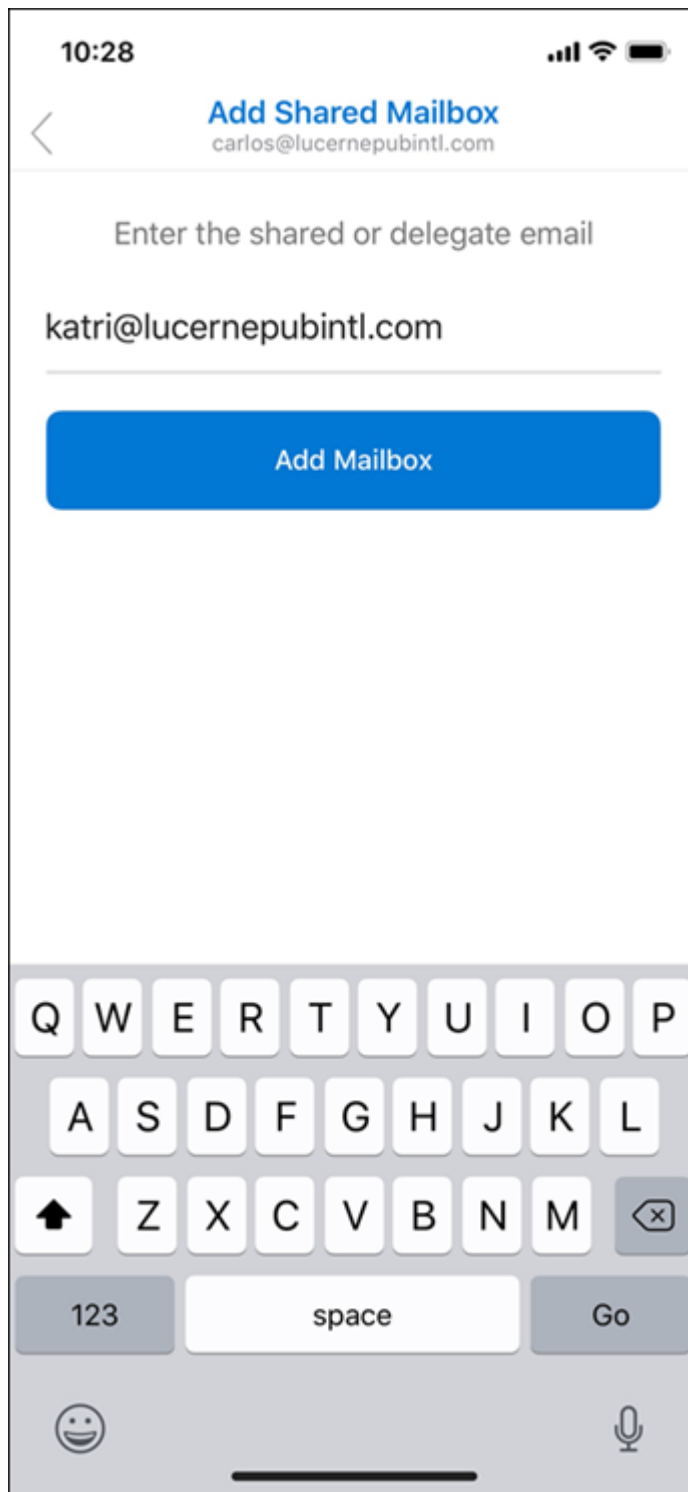 10:28
Add Shared Mailbox
carlos@lucernepubintl.com
Enter the shared or delegate email
katri@lucernepubintl.com
Add Mailbox
Q W E R T Y U I O P
A S D F G H J K L
Z X C V B N M
123 space Go